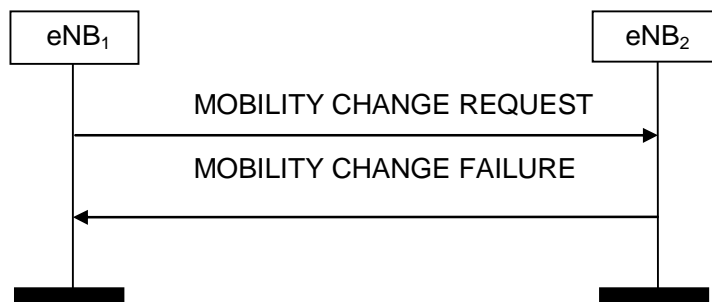 eNB₁
eNB₂
MOBILITY CHANGE REQUEST
MOBILITY CHANGE FAILURE